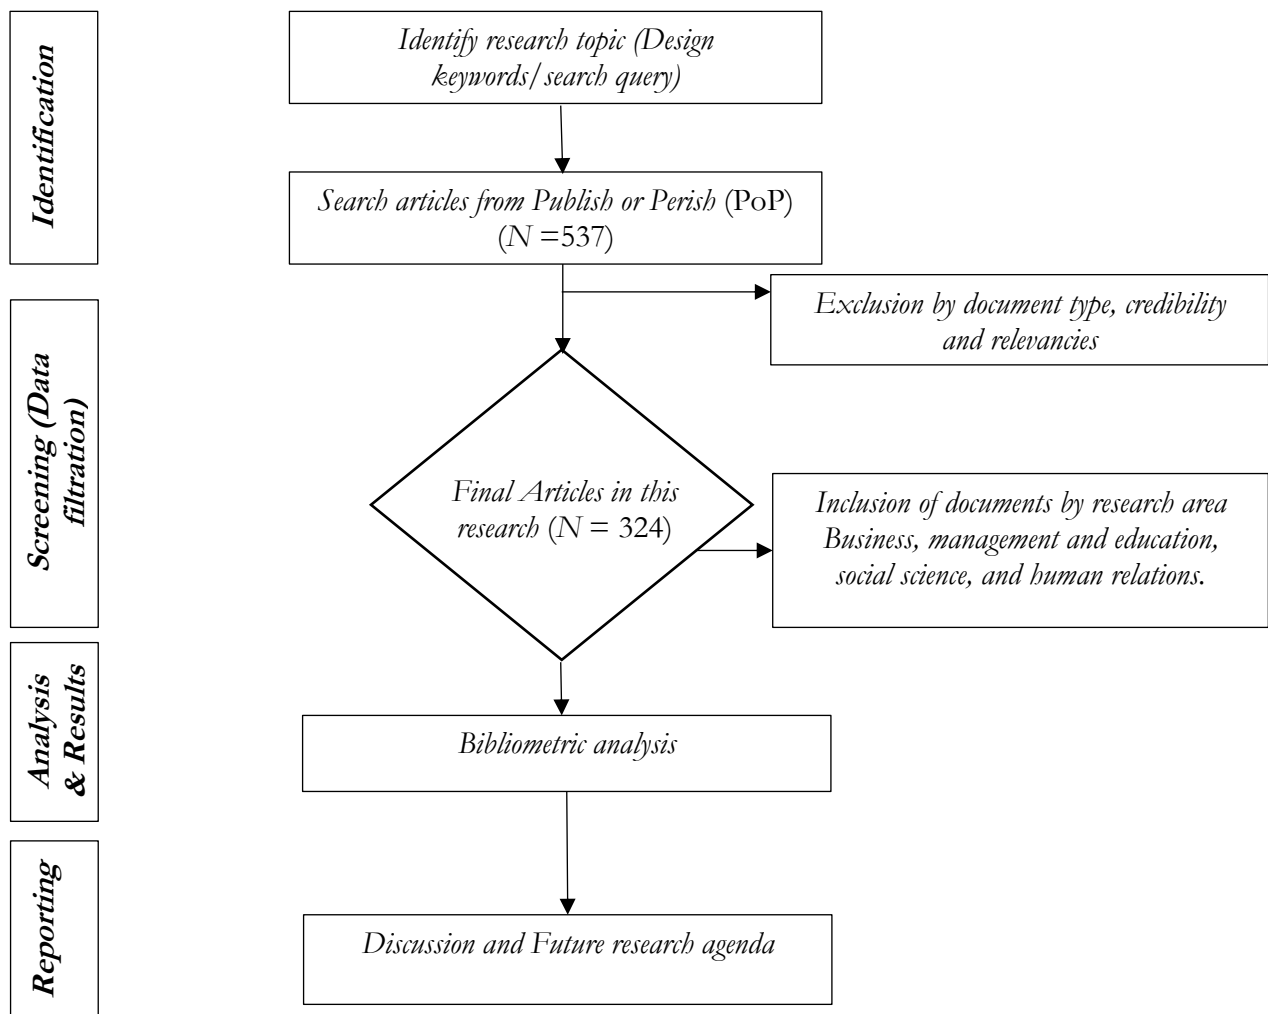 Identification
Identify research topic (Design
keywords/search query)
Search articles from Publish or Perish (PoP)
(N =537)
Exclusion by document type, credibility
and relevancies
Screening (Data
filtration)
Final Articles in this
research (N = 324)
Inclusion of documents by research area
Business, management and education,
social science, and human relations.
Analysis
& Results
Bibliometric analysis
Reporting
Discussion and Future research agenda